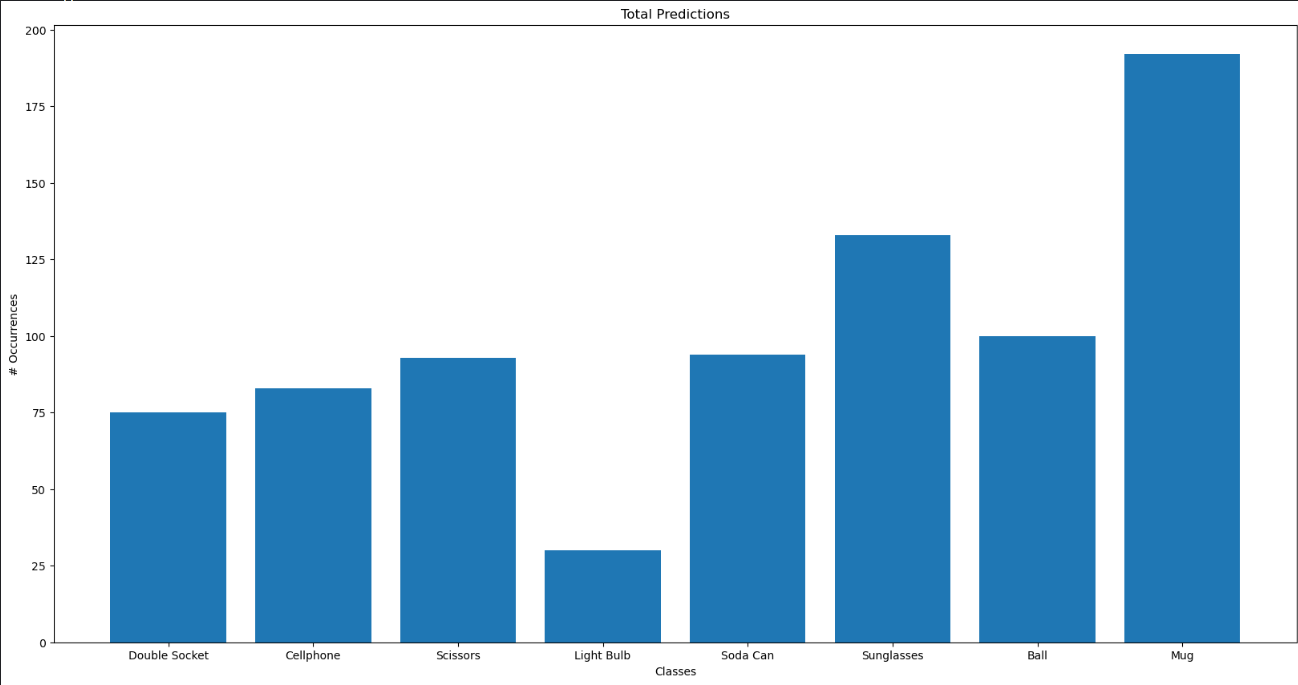 Total Predictions
# Occurrences
200
175
150
125
100
75
50
25
0
Double Socket Cellphone Scissors Light Bulb Soda Can Sunglasses Ball Mug
Classes